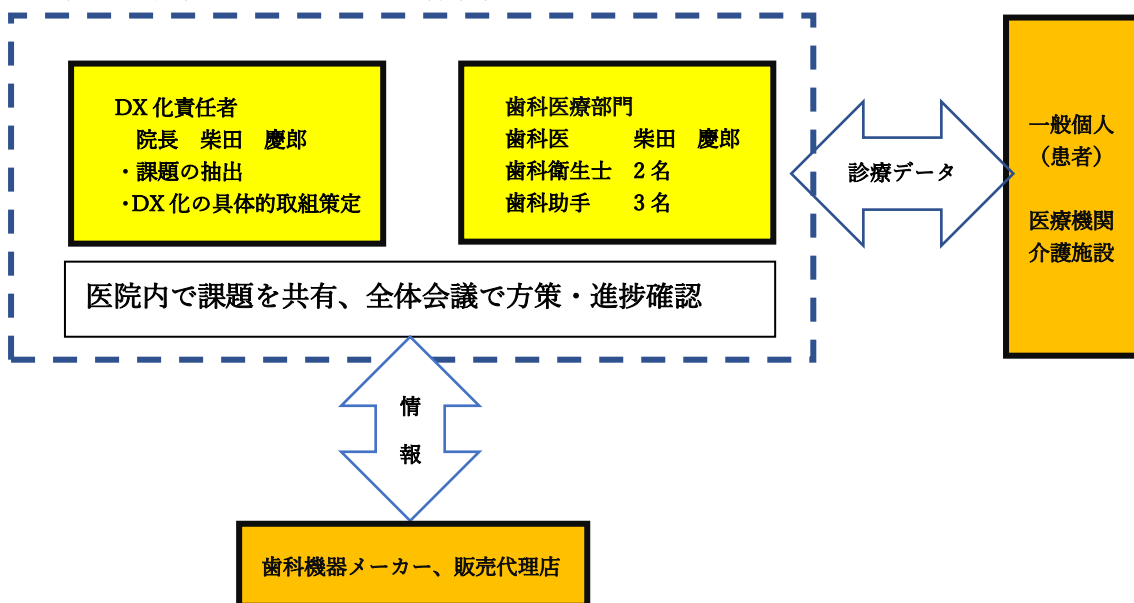 DX 化責任者
院長　柴田　慶郎
・課題の抽出
・DX 化の具体的取組策定
歯科医療部門
歯科医　　柴田　慶郎
歯科衛生士　2 名
歯科助手　　3 名
医院内で課題を共有、全体会議で方策・進捗確認
診療データ
一般個人
（患者）
医療機関
介護施設
情
報
歯科機器メーカー、販売代理店